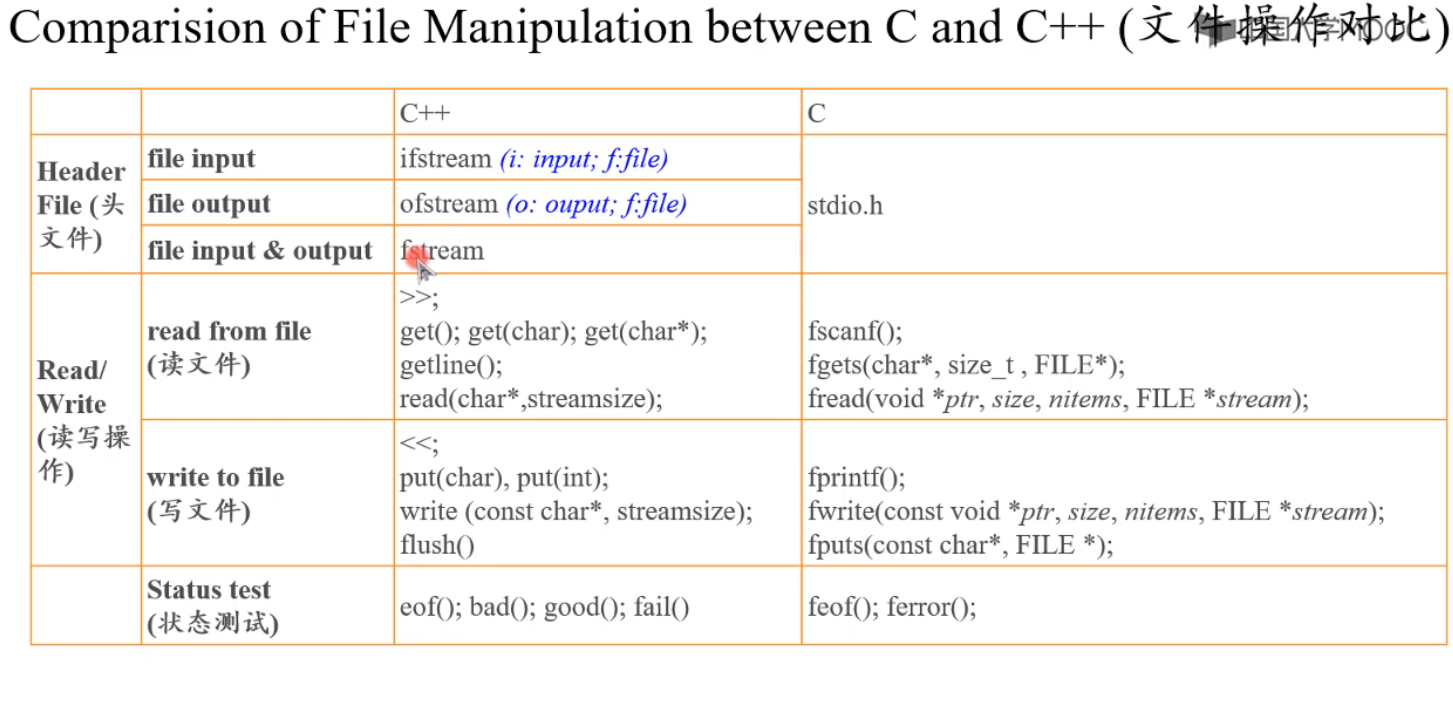 Comparision of File Manipulation between C and C++ (文件操作对比)
C++
C
Header
File (头
文件)
file input
ifstream (i: input; f:file)
stdio.h
file output
ofstream (o: ouput; f:file)
file input & output
fstream
Read/
Write
(读写操
作)
read from file
(读文件)
>>;
get(); get(char); get(char*);
getline();
read(char*,streamsize);
fscanf();
fgets(char*, size_t , FILE*);
fread(void *ptr, size, nitems, FILE *stream);
write to file
(写文件)
<<;
put(char), put(int);
write (const char*, streamsize);
flush()
fprintf();
fwrite(const void *ptr, size, nitems, FILE *stream);
fputs(const char*, FILE *);
Status test
(状态测试)
eof(); bad(); good(); fail()
feof(); ferror();